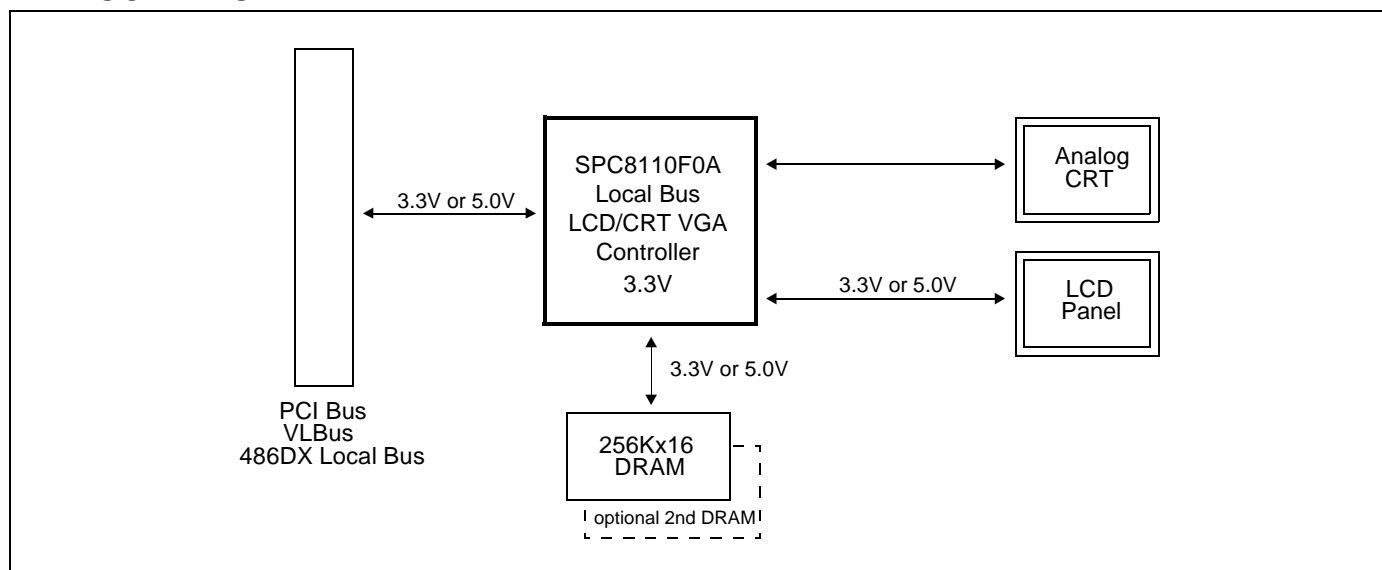 3.3V or 5.0V
SPC8110F0A
Local Bus
LCD/CRT VGA
Controller
3.3V
Analog
CRT
3.3V or 5.0V
LCD
Panel
3.3V or 5.0V
PCI Bus
VLBus
486DX Local Bus
256Kx16
DRAM
optional 2nd DRAM